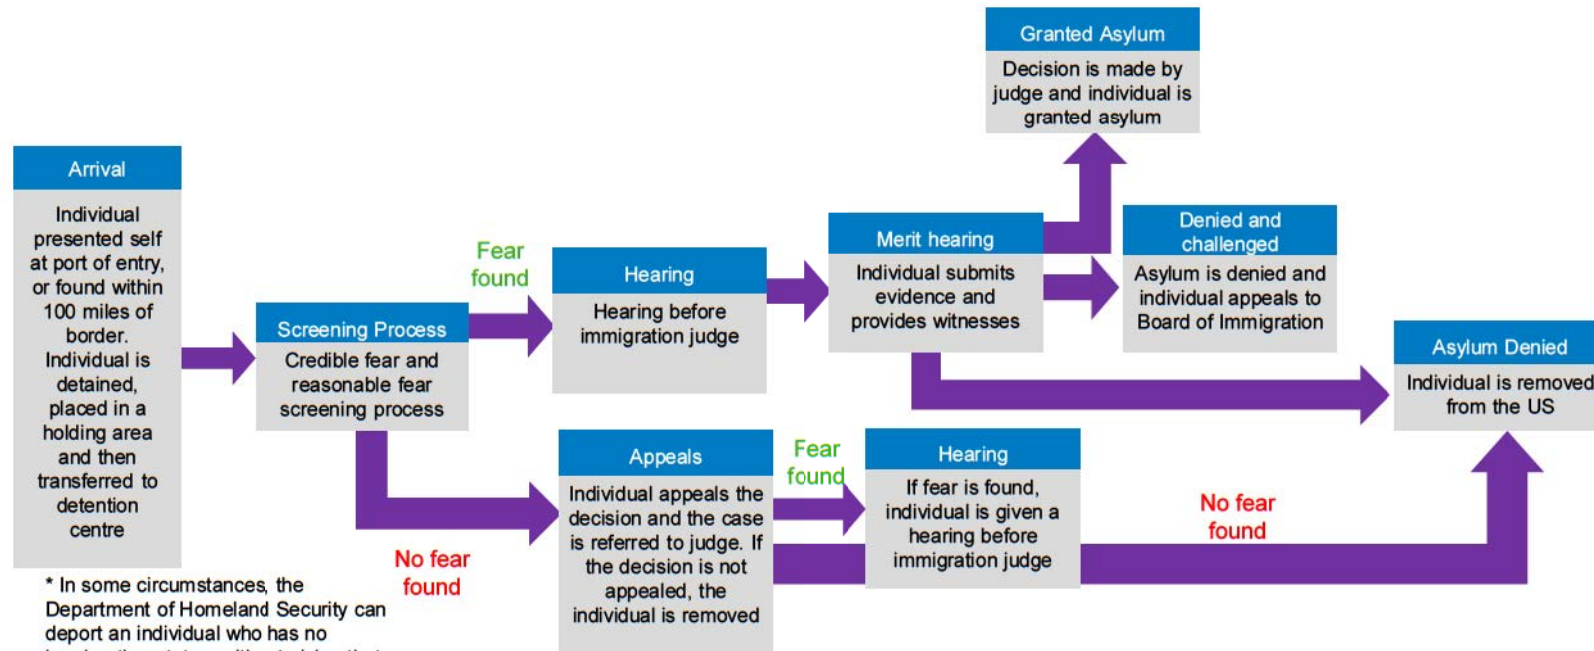 Granted Asylum
Decision is made by
judge and individual is
granted asylum
Arrival
Individual
presented self
at port of entry,
or found within
100 miles of
border.
Individual is
detained,
placed in a
holding area
and then
transferred to
detention
centre
Screening Process
Credible fear and
reasonable fear
screening process
Fear
found
Hearing
Hearing before
immigration judge
Merit hearing
Individual submits
evidence and
provides witnesses
Denied and
challenged
Asylum is denied and
individual appeals to
Board of Immigration
Asylum Denied
Individual is removed
from the US
No fear
found
Appeals
Individual appeals the
decision and the case
is referred to judge. If
the decision is not
appealed, the
individual is removed
Fear
found
Hearing
If fear is found,
individual is given a
hearing before
immigration judge
No fear
found
* In some circumstances, the
Department of Homeland Security can
deport an individual who has no